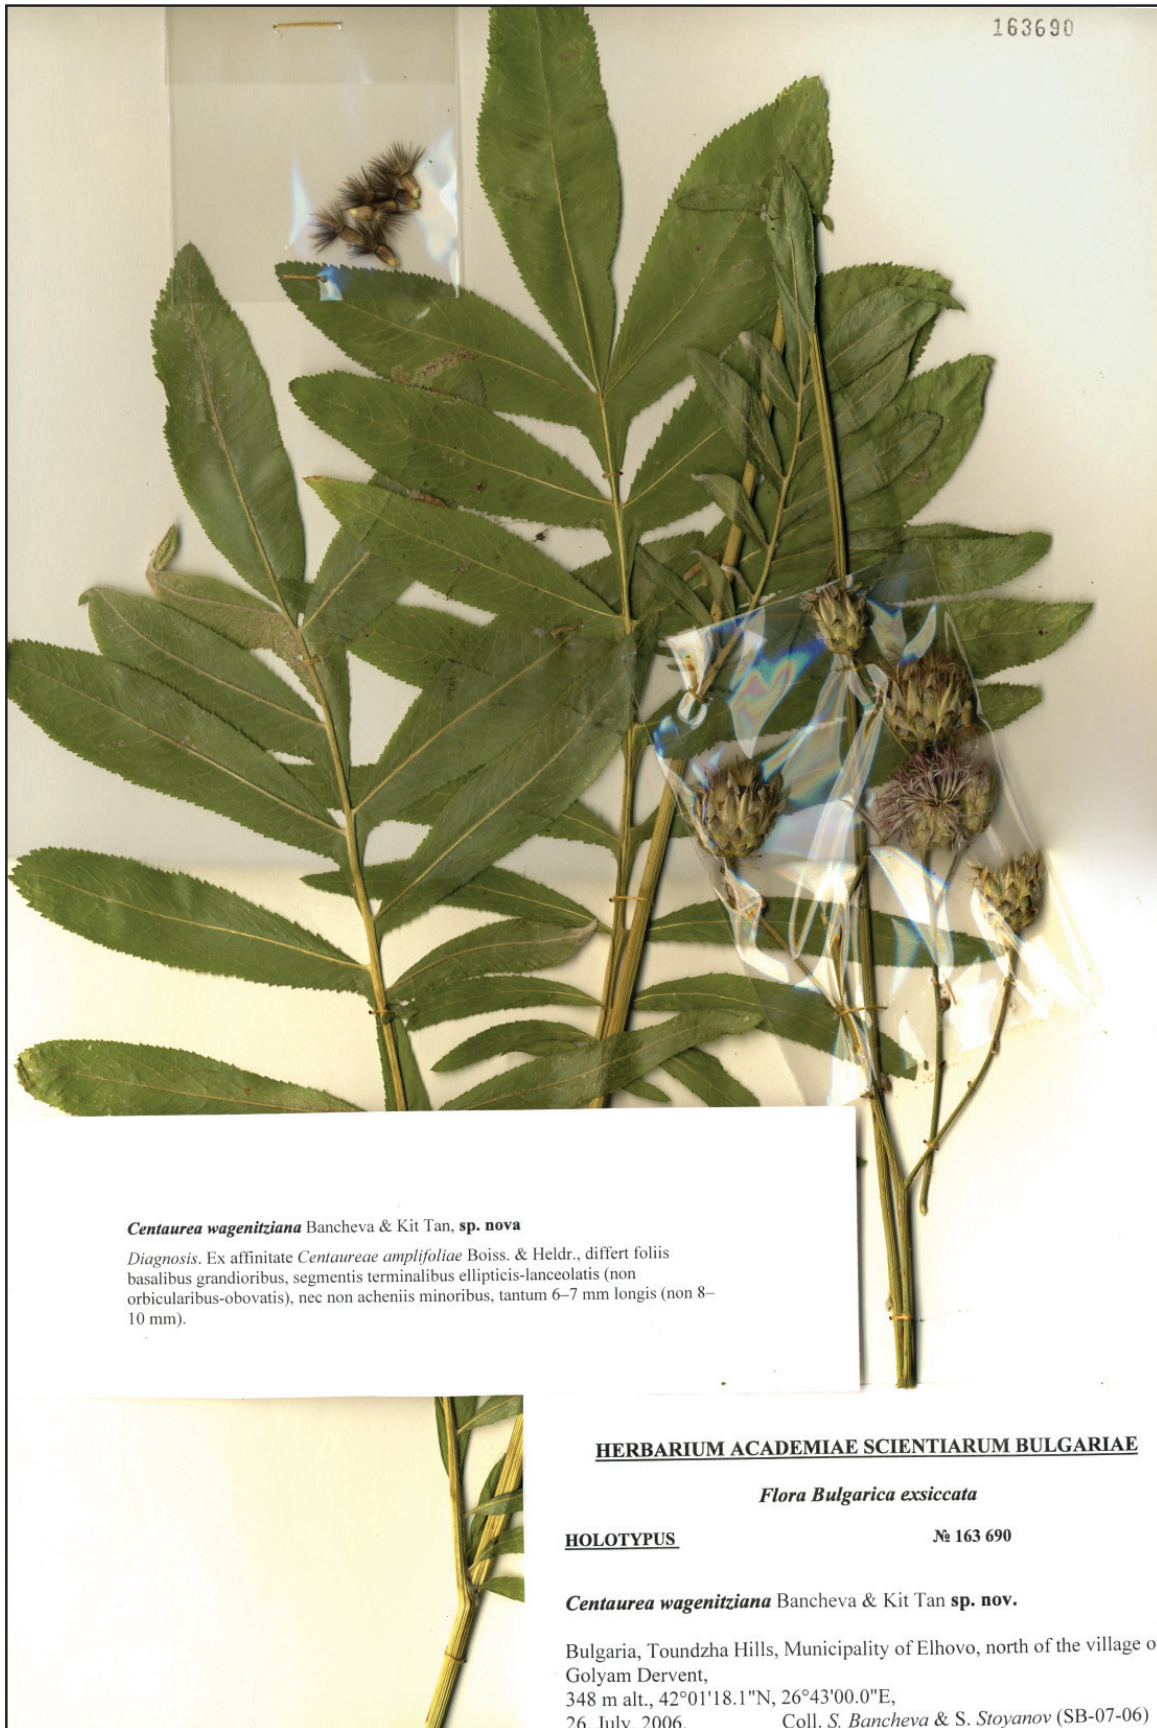 163690
Centaurea wagenitziana Bancheva & Kit Tan, sp. nova
Diagnosis. Ex affinitate Centaureae amplifoliae Boiss. & Heldr., differt foliis
basalibus grandioribus, segmentis terminalibus ellipticis-lanceolatis (non
orbicularibus-obovatis), nec non acheniis minoribus, tantum 6–7 mm longis (non 8–
10 mm).
HERBARIUM ACADEMIAE SCIENTIARUM BULGARIAE
Flora Bulgarica exsiccata
HOLOTYPUS № 163 690
Centaurea wagenitziana Bancheva & Kit Tan sp. nov.
Bulgaria, Toundzha Hills, Municipality of Elhovo, north of the village o
Golyam Dervent,
348 m alt., 42°01'18.1"N, 26°43'00.0"E,
26. July. 2006. Coll. S. Bancheva & S. Stoyanov (SB-07-06)